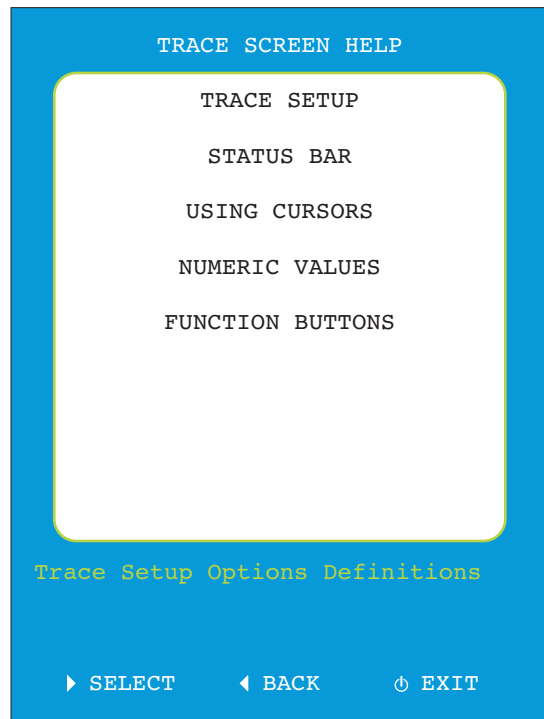 TRACE SCREEN HELP
TRACE SETUP
STATUS BAR
USING CURSORS
NUMERIC VALUES
FUNCTION BUTTONS
Trace Setup Options Definitions
SELECT BACK EXIT